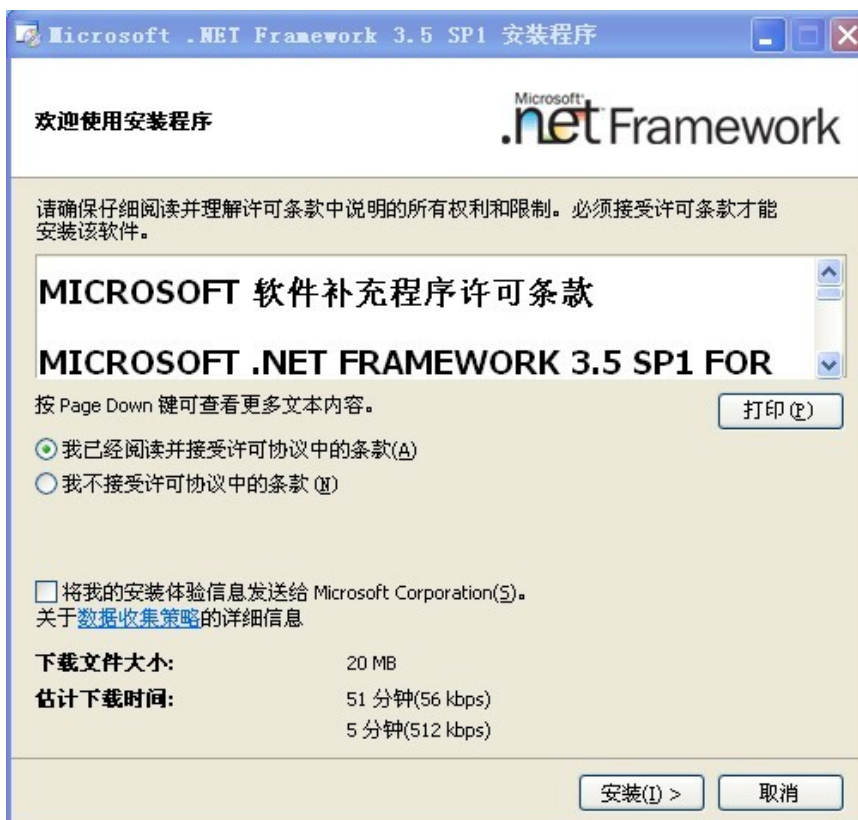 Microsoft .NET Framework 3.5 SP1 安装程序
欢迎使用安装程序
Microsoft
.net Framework
请确保仔细阅读并理解许可条款中说明的所有权利和限制。必须接受许可条款才能
安装该软件。
MICROSOFT 软件补充程序许可条款
MICROSOFT .NET FRAMEWORK 3.5 SP1 FOR
按 Page Down 键可查看更多文本内容。
打印(P)
我已经阅读并接受许可协议中的条款(A)
我不接受许可协议中的条款(N)
将我的安装体验信息发送给 Microsoft Corporation(S)。
关于数据收集策略的详细信息
下载文件大小: 20 MB
估计下载时间: 51 分钟(56 kbps)
5 分钟(512 kbps)
安装(I) > 取消